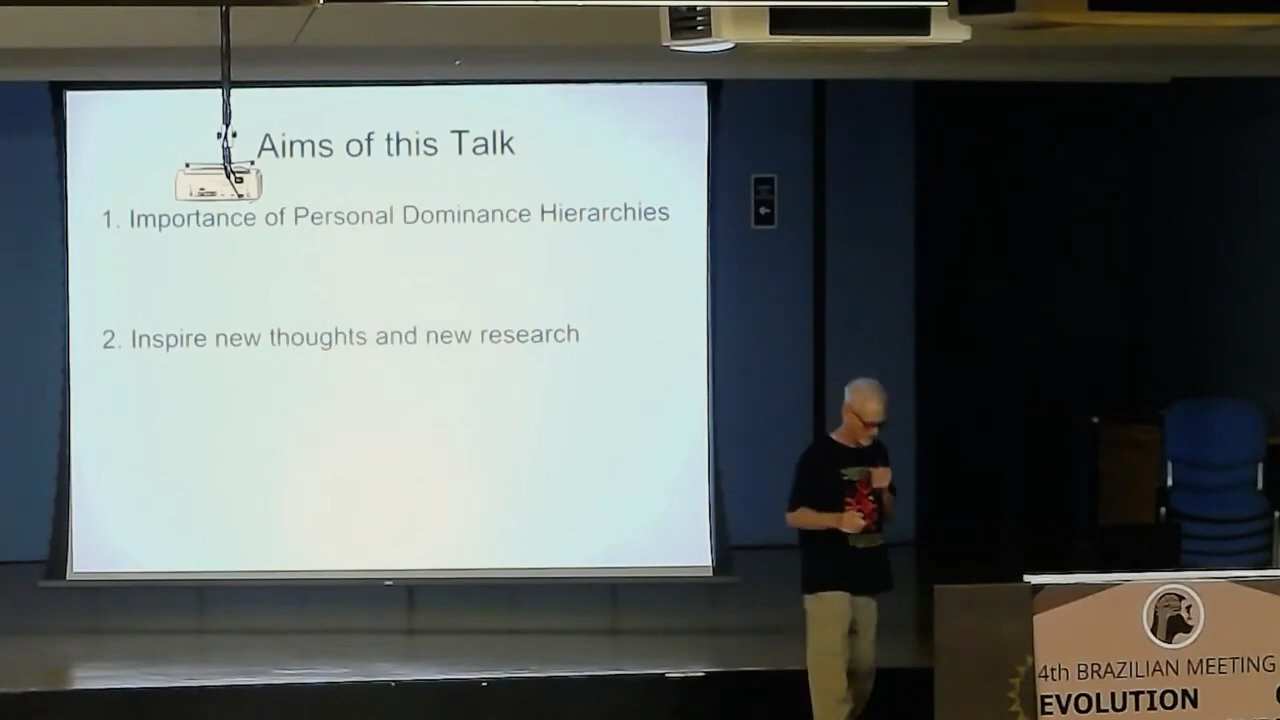 Aims of this Talk
1. Importance of Personal Dominance Hierarchies
2. Inspire new thoughts and new research
4th BRAZILIAN MEETING
EVOLUTION